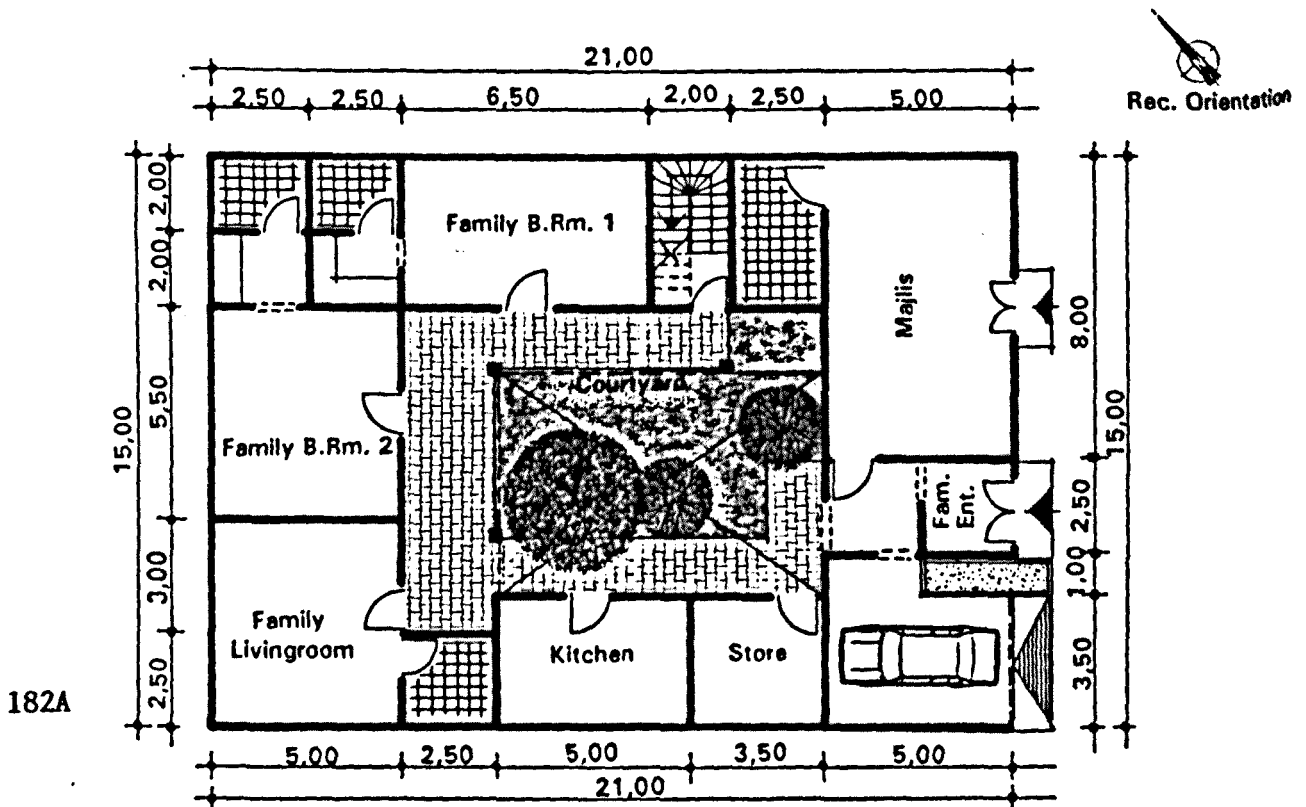 21,00
2.50 2.50 6,50 2,00 2,50 5,00
Rec. Orientation
15,00
2,00
2,00
5,50
3,00
2,50
Family B.Rm. 1
Majlis
Courtyard
Family B.Rm. 2
Fam.
Ent.
Family
Livingroom
Kitchen
Store
8,00
2,50
1,00
3,50
15,00
182A
5,00 2,50 5,00 3,50 5,00
21,00